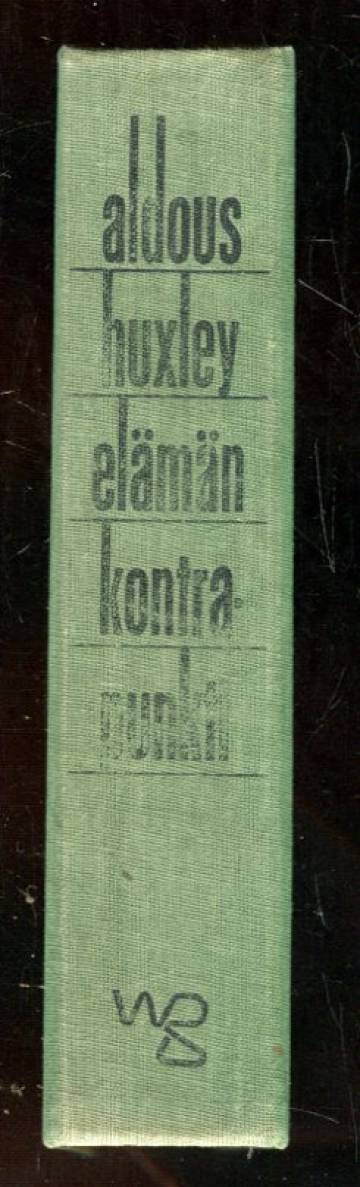 aldous
huxley
elämän
kontra-
punkti